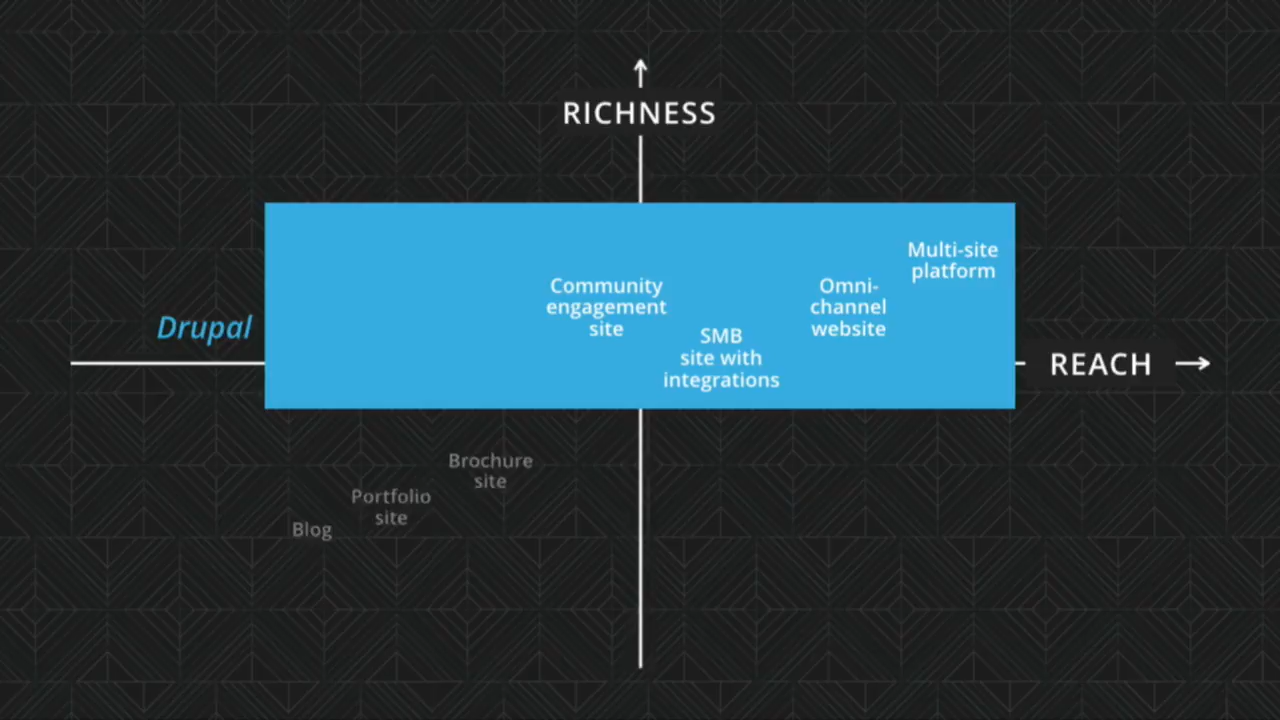 RICHNESS
Multi-site
platform
Community
engagement
site
Omni-
channel
website
SMB
site with
integrations
Drupal
REACH
Brochure
site
Portfolio
site
Blog